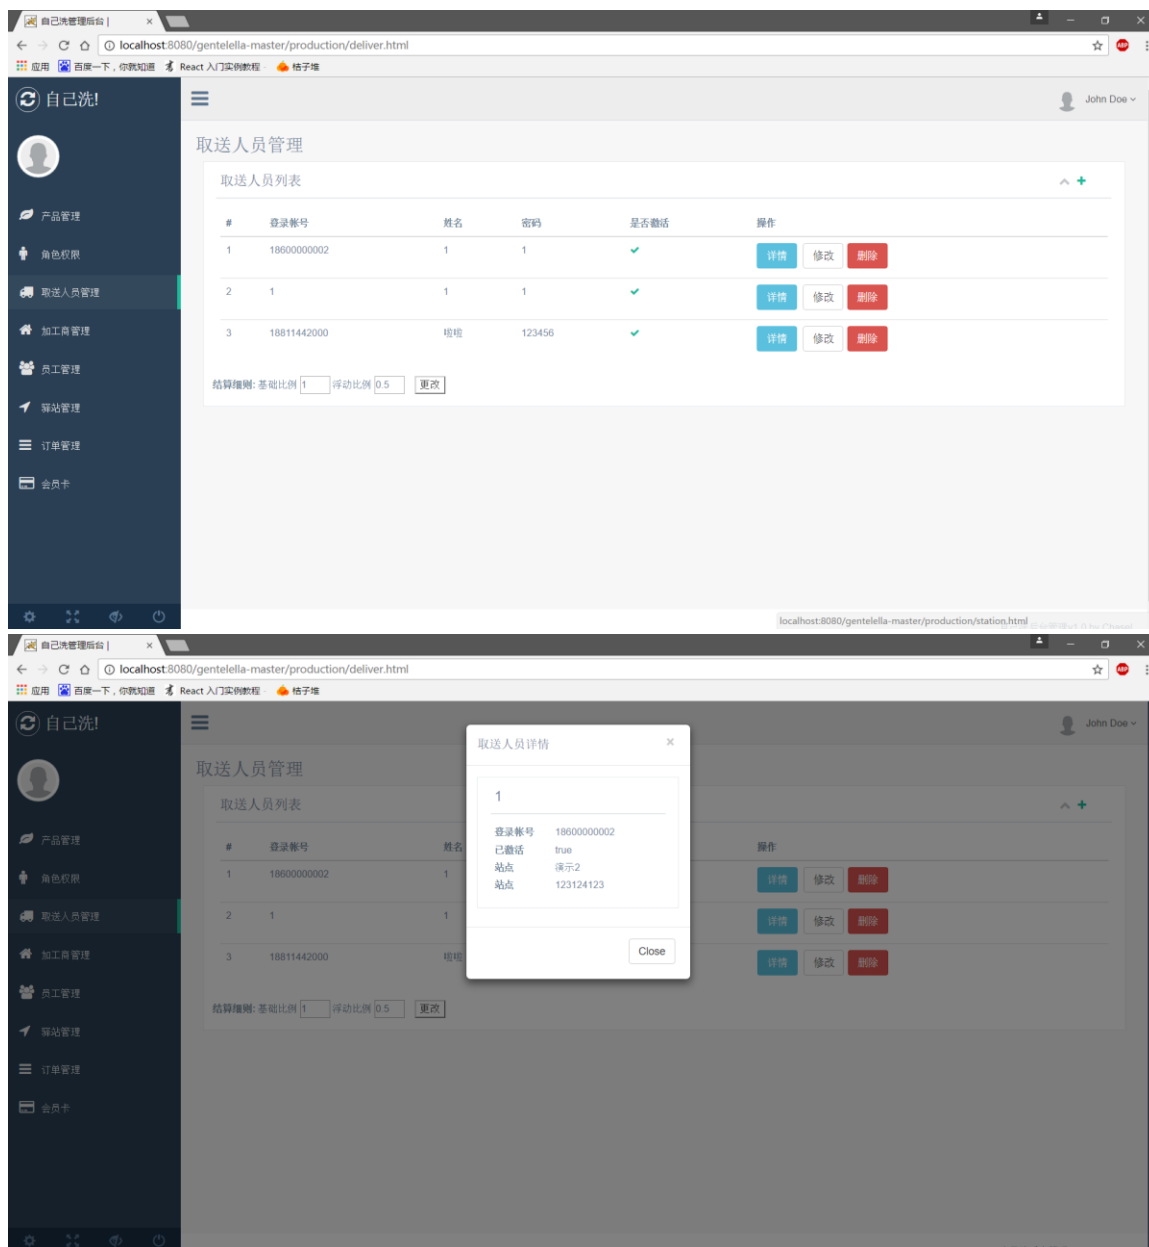 自己洗管理后台 |
localhost:8080/gentelella-master/production/deliver.html
应用 百度一下，你就知道 React 入门实例教程 桔子堆
自己洗!
John Doe
取送人员管理
取送人员列表
产品管理
角色权限
取送人员管理
加工商管理
员工管理
驿站管理
订单管理
会员卡
# 登录帐号 姓名 密码 是否激活 操作
1 18600000002 1 1 详情 修改 删除
2 1 1 1 详情 修改 删除
3 18811442000 啦啦 123456 详情 修改 删除
结算细则: 基础比例 1 浮动比例 0.5 更改
localhost:8080/gentelella-master/production/station.html
自己洗管理后台 |
localhost:8080/gentelella-master/production/deliver.html
应用 百度一下，你就知道 React 入门实例教程 桔子堆
自己洗!
John Doe
取送人员管理
取送人员列表
产品管理
角色权限
取送人员管理
加工商管理
员工管理
驿站管理
订单管理
会员卡
# 登录帐号 姓名 操作
1 18600000002 1 详情 修改 删除
2 1 1 详情 修改 删除
3 18811442000 啦啦 详情 修改 删除
结算细则: 基础比例 1 浮动比例 0.5 更改
取送人员详情 ×
1
登录帐号 18600000002
已激活 true
站点 演示2
站点 123124123
Close